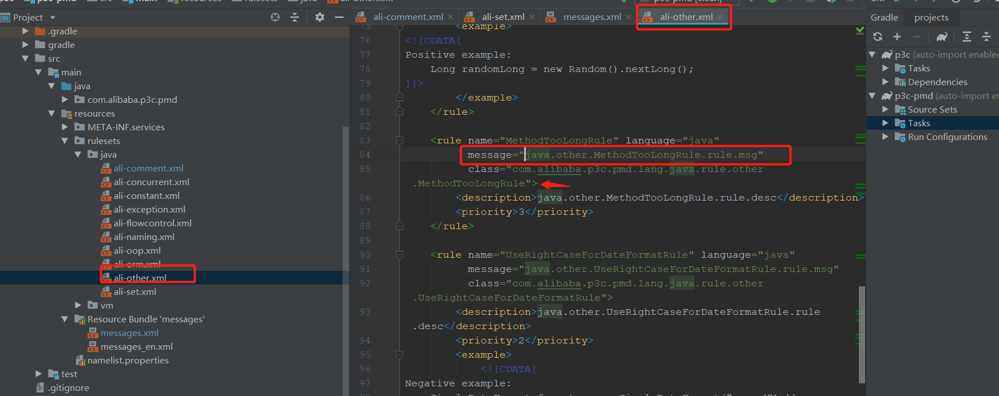 Project
.gradle
gradle
src
main
java
com.alibaba.p3c.pmd
resources
META-INF.services
rulesets
java
ali-comment.xml
ali-concurrent.xml
ali-constant.xml
ali-exception.xml
ali-flowcontrol.xml
ali-naming.xml
ali-oop.xml
ali-orm.xml
ali-other.xml
ali-set.xml
vm
Resource Bundle 'messages'
messages.xml
messages_en.xml
namelist.properties
test
.gitignore
ali-comment.xml
ali-set.xml
messages.xml
ali-other.xml
75 <example>
76 <![CDATA[
77 Positive example:
78 Long randomLong = new Random().nextLong();
79 ]]>
80 </example>
81 </rule>
82
83 <rule name="MethodTooLongRule" language="java"
84 message="java.other.MethodTooLongRule.rule.msg"
85 class="com.alibaba.p3c.pmd.lang.java.rule.other
.MethodTooLongRule">
86 <description>java.other.MethodTooLongRule.rule.desc</description>
87 <priority>3</priority>
88 </rule>
89
90 <rule name="UseRightCaseForDateFormatRule" language="java"
91 message="java.other.UseRightCaseForDateFormatRule.rule.msg"
92 class="com.alibaba.p3c.pmd.lang.java.rule.other
.UseRightCaseForDateFormatRule">
93 <description>java.other.UseRightCaseForDateFormatRule.rule
.desc</description>
94 <priority>2</priority>
95 <example>
96 <![CDATA[
97 Negative example:
Gradle
projects
p3c (auto-import enabled
Tasks
Dependencies
p3c-pmd (auto-import en
Source Sets
Tasks
Run Configurations